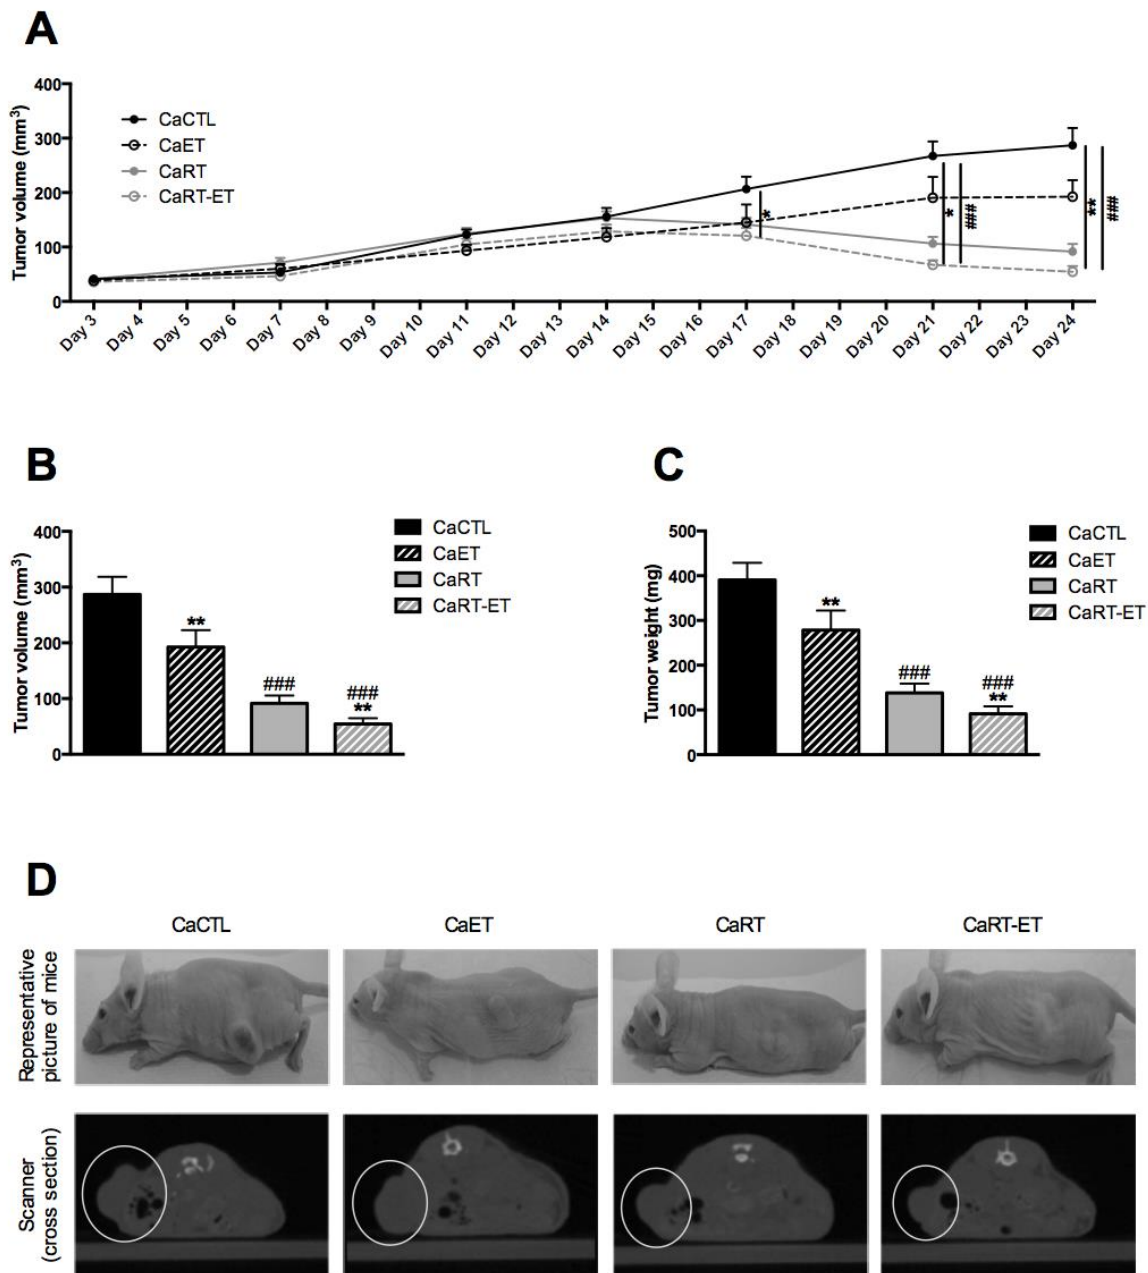 A
Tumor volume (mm³)
400
300
200
100
0
CaCTL
CaET
CaRT
CaRT-ET
*
*
###
**
###
Day 3
Day 4
Day 5
Day 6
Day 7
Day 8
Day 9
Day 10
Day 11
Day 12
Day 13
Day 14
Day 15
Day 16
Day 17
Day 18
Day 19
Day 20
Day 21
Day 22
Day 23
Day 24
B
Tumor volume (mm³)
400
300
200
100
0
**
###
###
**
CaCTL
CaET
CaRT
CaRT-ET
C
Tumor weight (mg)
500
400
300
200
100
0
**
###
###
**
CaCTL
CaET
CaRT
CaRT-ET
D
CaCTL
CaET
CaRT
CaRT-ET
Representative
picture of mice
Scanner
(cross section)